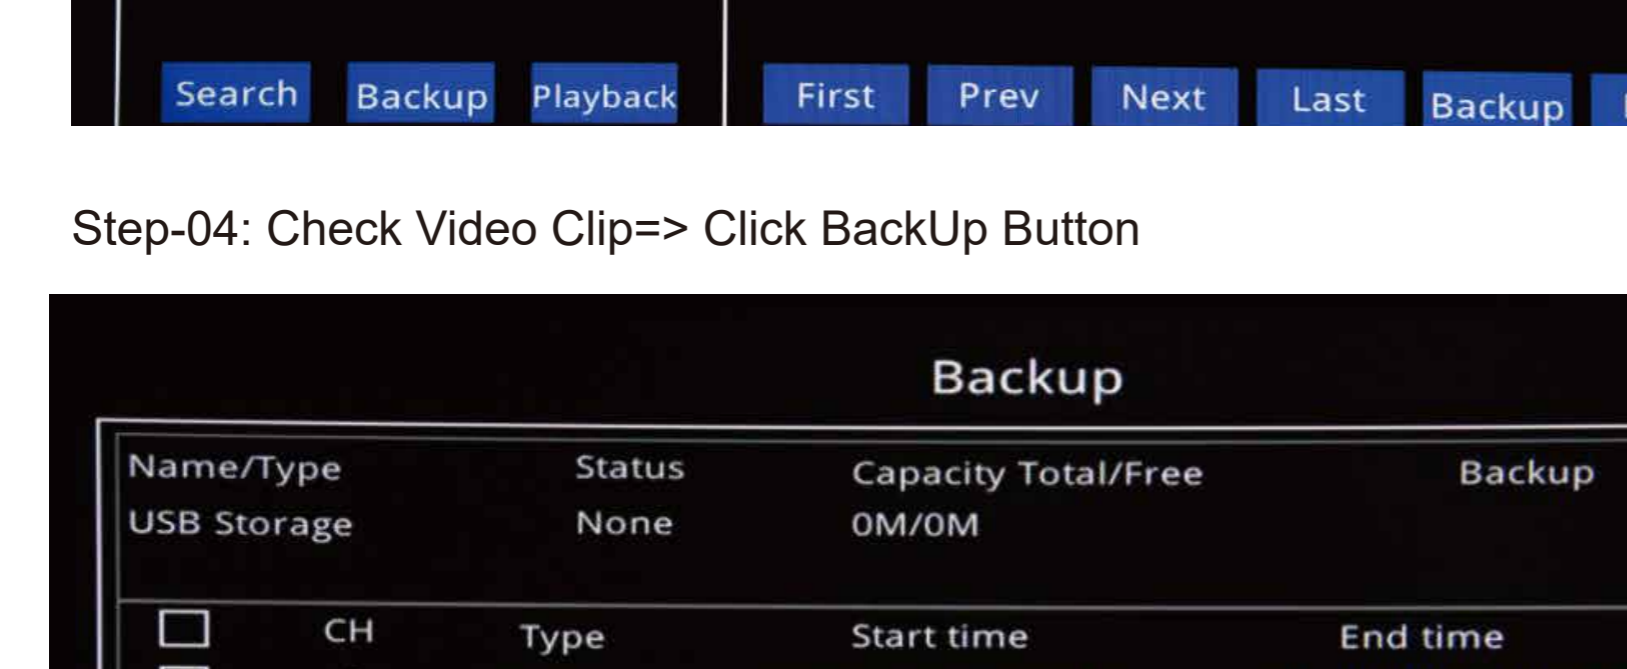 Search Backup Playback First Prev Next Last Backup
Step-04: Check Video Clip=> Click BackUp Button
Backup
Name/Type Status Capacity Total/Free Backup
USB Storage None 0M/0M
CH Type Start time End time